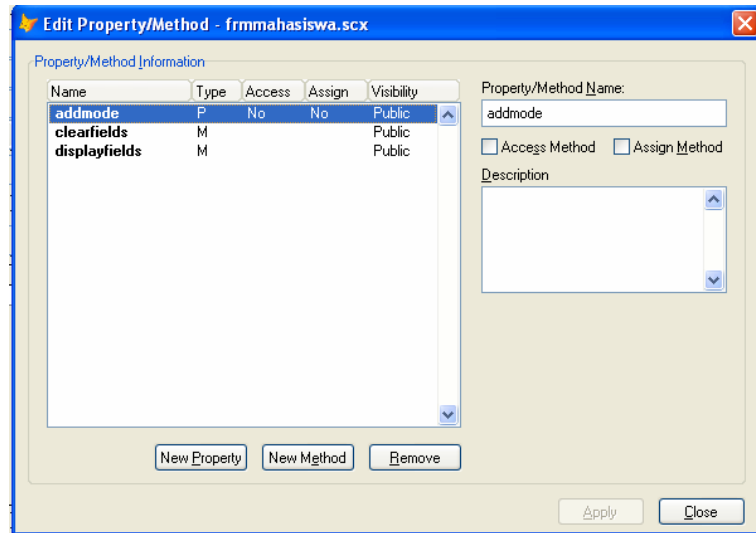 Edit Property/Method - frmmahasiswa.scx
Property/Method Information
Name Type Access Assign Visibility
addmode P No No Public
clearfields M Public
displayfields M Public
Property/Method Name:
addmode
Access Method Assign Method
Description
New Property New Method Remove
Apply Close